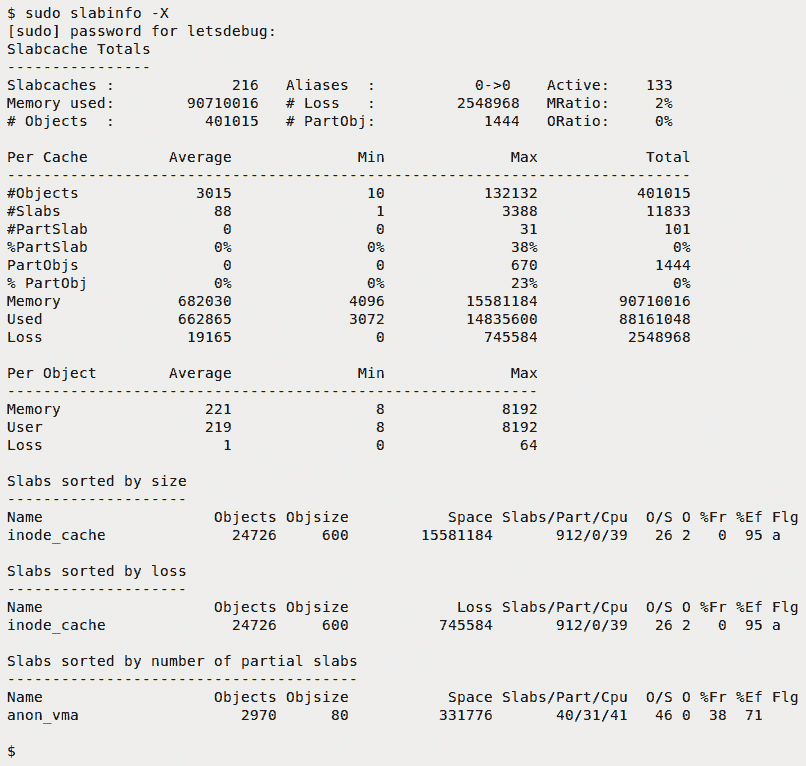 $ sudo slabinfo -X
[sudo] password for letsdebug:
Slabcache Totals
----------------
Slabcaches :             216   Aliases  :           0->0    Active:    133
Memory used:        90710016   # Loss   :         2548968   MRatio:     2%
# Objects  :          401015   # PartObj:            1444   ORatio:     0%

Per Cache         Average              Min              Max            Total
----------------------------------------------------------------------------
#Objects             3015               10           132132           401015
#Slabs                 88                1             3388            11833
#PartSlab               0                0               31              101
%PartSlab              0%               0%              38%               0%
PartObjs                0                0              670             1444
% PartObj              0%               0%              23%               0%
Memory             682030             4096         15581184         90710016
Used               662865             3072         14835600         88161048
Loss                19165                0           745584          2548968

Per Object        Average              Min              Max
-----------------------------------------------------------
Memory                221                8             8192
User                  219                8             8192
Loss                    1                0               64

Slabs sorted by size
--------------------
Name                   Objects Objsize           Space Slabs/Part/Cpu  O/S O %Fr %Ef Flg
inode_cache              24726     600        15581184       912/0/39   26 2   0  95 a

Slabs sorted by loss
--------------------
Name                   Objects Objsize            Loss Slabs/Part/Cpu  O/S O %Fr %Ef Flg
inode_cache              24726     600          745584       912/0/39   26 2   0  95 a

Slabs sorted by number of partial slabs
---------------------------------------
Name                   Objects Objsize           Space Slabs/Part/Cpu  O/S O %Fr %Ef Flg
anon_vma                  2970      80          331776       40/31/41   46 0  38  71

$